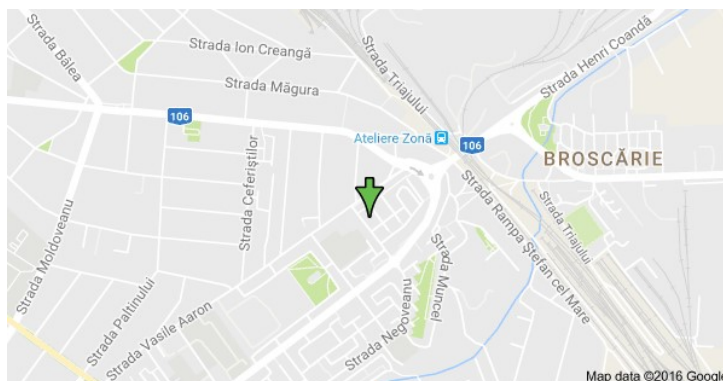 Strada Ion Creangă
Strada Bâlea
Strada Triajului
Strada Henri Coandă
Strada Măgura
106
Ateliere Zonă
106
BROSCĂRIE
Strada Ceferiștilor
Strada Moldoveanu
Strada Rampa Ștefan cel Mare
Strada Triajului
Strada Muncel
Strada Negoveanu
Strada Paltinului
Strada Vasile Aaron
Map data ©2016 Google